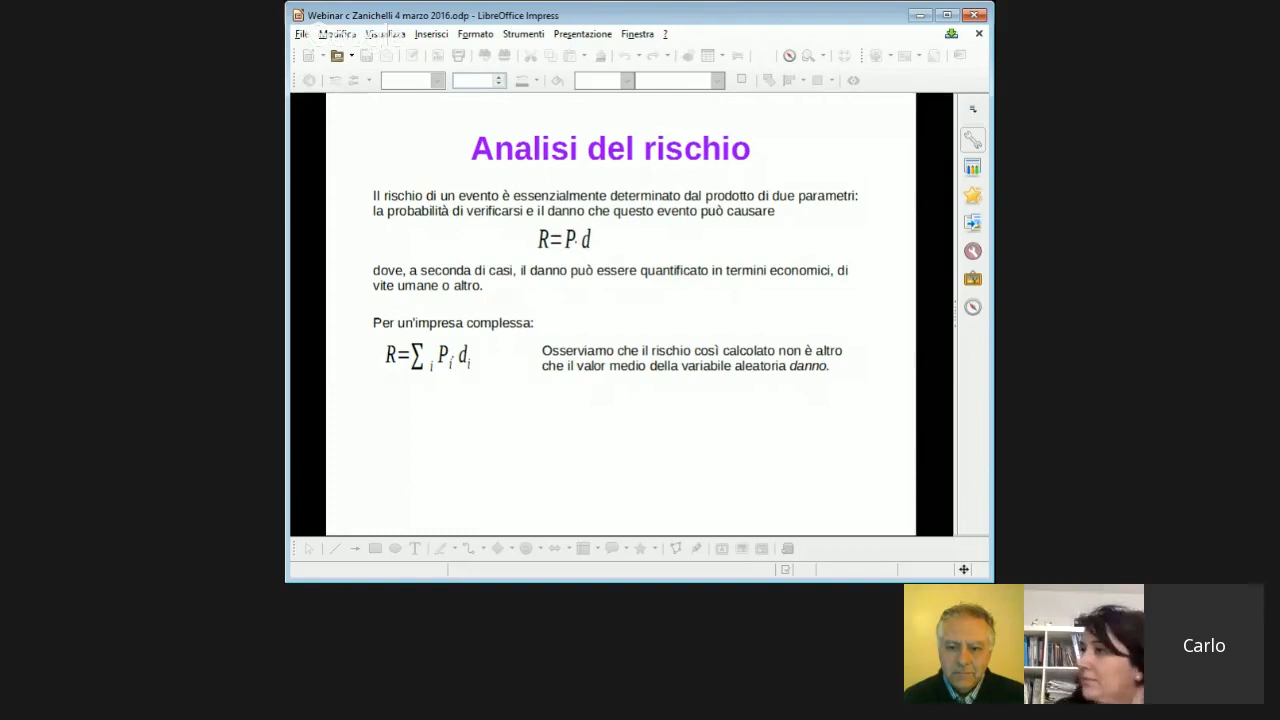 Webinar c Zanichelli 4 marzo 2016.odp - LibreOffice Impress
File Modifica Visualizza Inserisci Formato Strumenti Presentazione Finestra ?
Analisi del rischio
Il rischio di un evento è essenzialmente determinato dal prodotto di due parametri:
la probabilità di verificarsi e il danno che questo evento può causare
R=P· d
dove, a seconda di casi, il danno può essere quantificato in termini economici, di
vite umane o altro.
Per un'impresa complessa:
R=∑ i Pi· di
Osserviamo che il rischio così calcolato non è altro
che il valor medio della variabile aleatoria danno.
Carlo